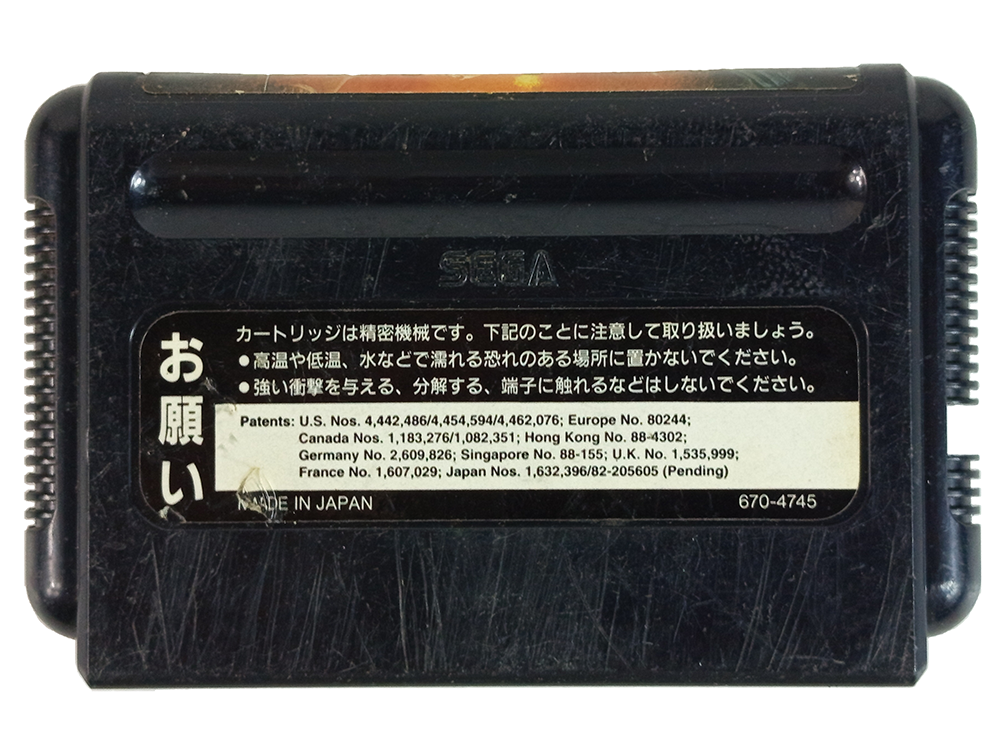 SEGA
お願い
カートリッジは精密機械です。下記のことに注意して取り扱いましょう。
●高温や低温、水などで濡れる恐れのある場所に置かないでください。
●強い衝撃を与える、分解する、端子に触れるなどはしないでください。
Patents: U.S. Nos. 4,442,486/4,454,594/4,462,076; Europe No. 80244;
Canada Nos. 1,183,276/1,082,351; Hong Kong No. 88-4302;
Germany No. 2,609,826; Singapore No. 88-155; U.K. No. 1,535,999;
France No. 1,607,029; Japan Nos. 1,632,396/82-205605 (Pending)
MADE IN JAPAN
670-4745